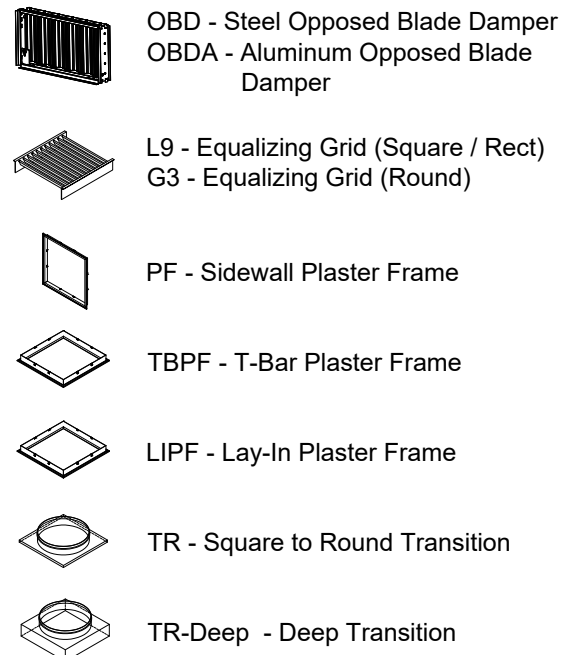 OBD - Steel Opposed Blade Damper
OBDA - Aluminum Opposed Blade
Damper
L9 - Equalizing Grid (Square / Rect)
G3 - Equalizing Grid (Round)
PF - Sidewall Plaster Frame
TBPF - T-Bar Plaster Frame
LIPF - Lay-In Plaster Frame
TR - Square to Round Transition
TR-Deep - Deep Transition